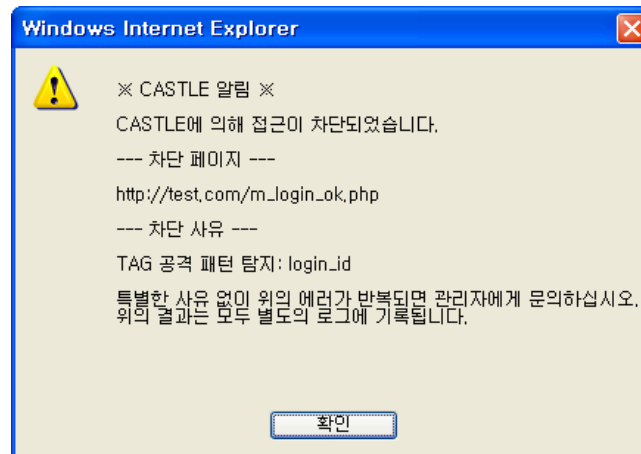 Windows Internet Explorer
※ CASTLE 알림 ※
CASTLE에 의해 접근이 차단되었습니다.
--- 차단 페이지 ---
http://test.com/m_login_ok.php
--- 차단 사유 ---
TAG 공격 패턴 탐지: login_id
특별한 사유 없이 위의 에러가 반복되면 관리자에게 문의하십시오.
위의 결과는 모두 별도의 로그에 기록됩니다.
확인